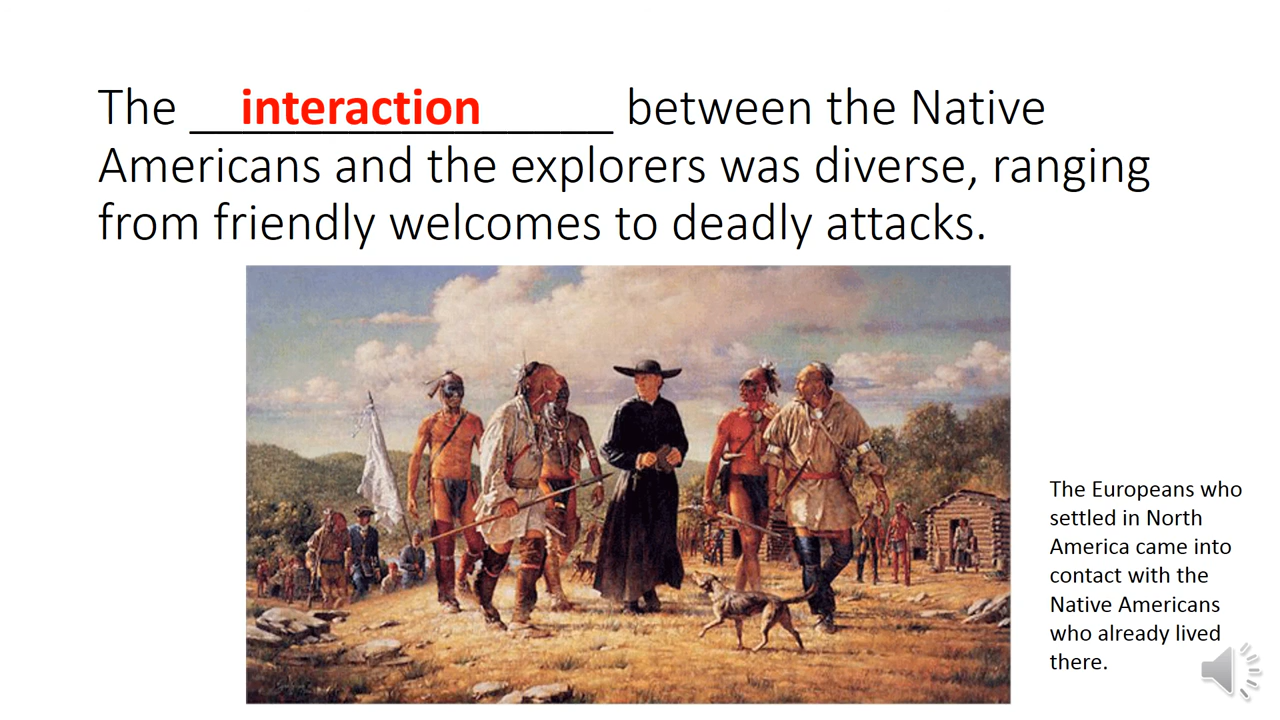 The interaction between the Native
Americans and the explorers was diverse, ranging
from friendly welcomes to deadly attacks.
The Europeans who
settled in North
America came into
contact with the
Native Americans
who already lived
there.